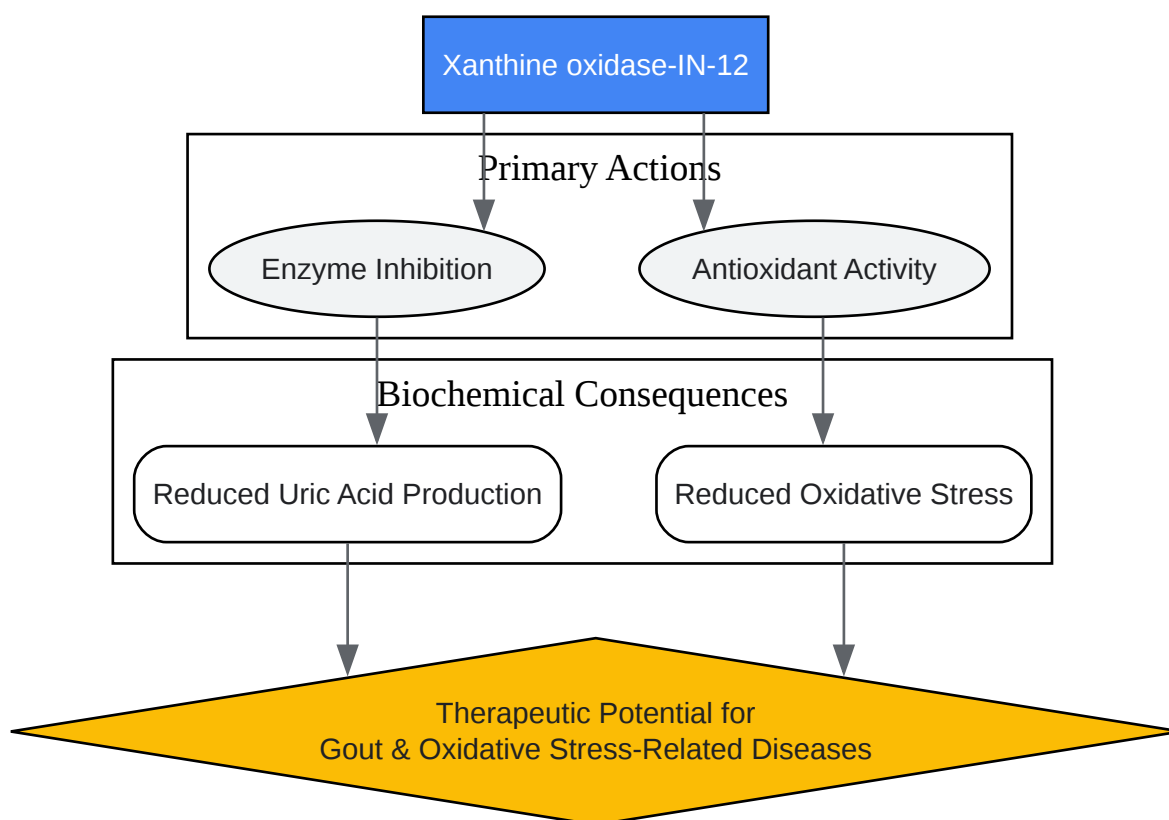 Xanthine oxidase-IN-12
Primary Actions
Enzyme Inhibition
Antioxidant Activity
Biochemical Consequences
Reduced Uric Acid Production
Reduced Oxidative Stress
Therapeutic Potential for
Gout & Oxidative Stress-Related Diseases